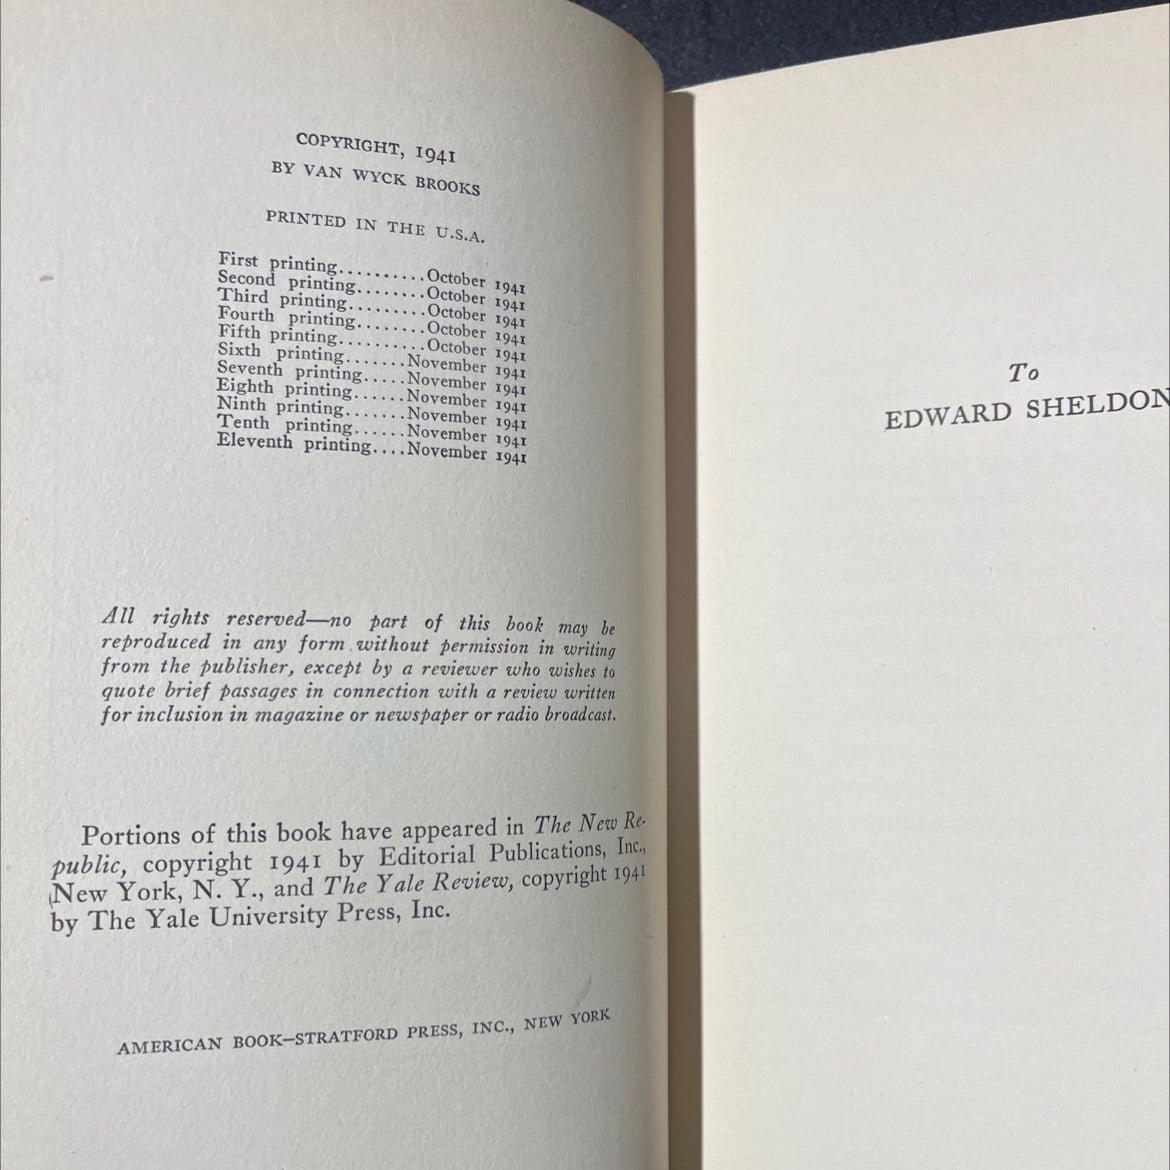 COPYRIGHT, 1941
BY VAN WYCK BROOKS
PRINTED IN THE U.S.A.
First printing..........October 1941
Second printing........October 1941
Third printing.........October 1941
Fourth printing........October 1941
Fifth printing..........October 1941
Sixth printing.......November 1941
Seventh printing.....November 1941
Eighth printing......November 1941
Ninth printing.......November 1941
Tenth printing......November 1941
Eleventh printing....November 1941
All rights reserved—no part of this book may be
reproduced in any form without permission in writing
from the publisher, except by a reviewer who wishes to
quote brief passages in connection with a review written
for inclusion in magazine or newspaper or radio broadcast.
Portions of this book have appeared in The New Re-
public, copyright 1941 by Editorial Publications, Inc.,
New York, N. Y., and The Yale Review, copyright 1941
by The Yale University Press, Inc.
AMERICAN BOOK–STRATFORD PRESS, INC., NEW YORK
To
EDWARD SHELDON